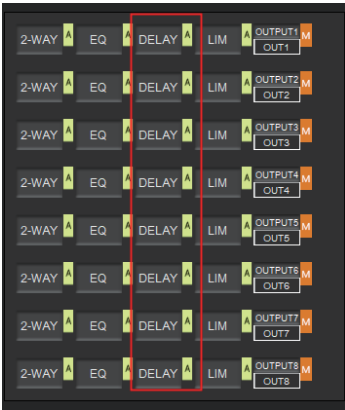 2-WAY A EQ A DELAY A LIM A OUTPUT1 M
OUT1
2-WAY A EQ A DELAY A LIM A OUTPUT2 M
OUT2
2-WAY A EQ A DELAY A LIM A OUTPUT3 M
OUT3
2-WAY A EQ A DELAY A LIM A OUTPUT4 M
OUT4
2-WAY A EQ A DELAY A LIM A OUTPUT5 M
OUT5
2-WAY A EQ A DELAY A LIM A OUTPUT6 M
OUT6
2-WAY A EQ A DELAY A LIM A OUTPUT7 M
OUT7
2-WAY A EQ A DELAY A LIM A OUTPUT8 M
OUT8